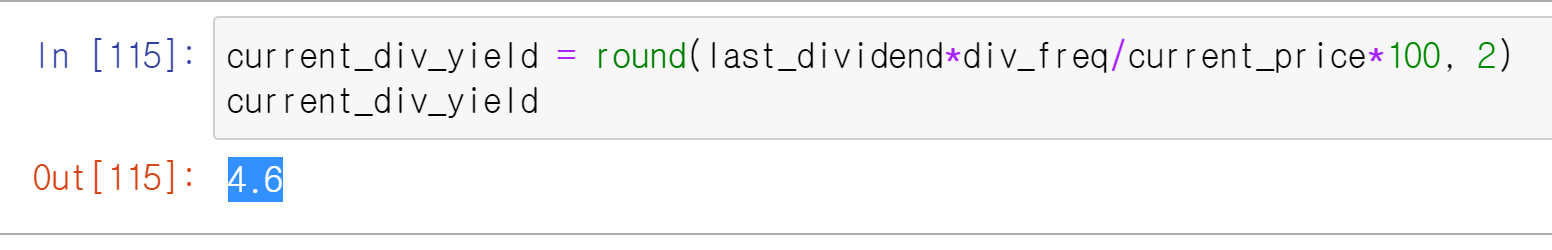 In [115]: current_div_yield = round(last_dividend*div_freq/current_price*100, 2)
current_div_yield
Out[115]: 4.6